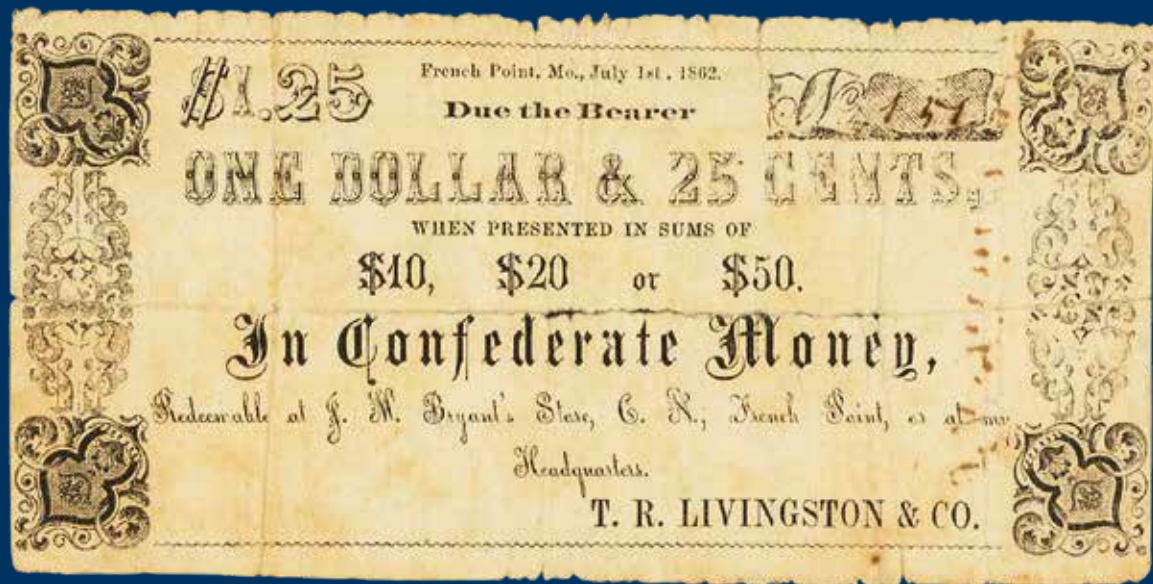 $1.25
French Point, Mo., July 1st, 1862.
Due the Bearer
No 151
ONE DOLLAR & 25 CENTS,
WHEN PRESENTED IN SUMS OF
$10, $20 or $50.
In Confederate Money,
Redeemable at J. M. Bryant's Store, C. N., French Point, or at my
Headquarters.
T. R. LIVINGSTON & CO.